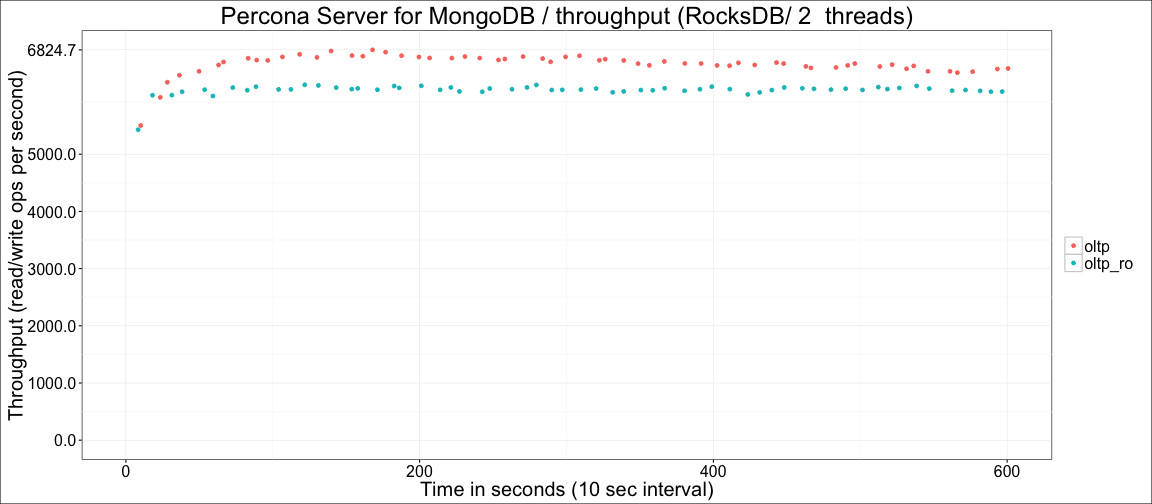 Percona Server for MongoDB / throughput (RocksDB/ 2  threads)
Throughput (read/write ops per second)
6824.7
5000.0
4000.0
3000.0
2000.0
1000.0
0.0
0 200 400 600
Time in seconds (10 sec interval)
oltp
oltp_ro